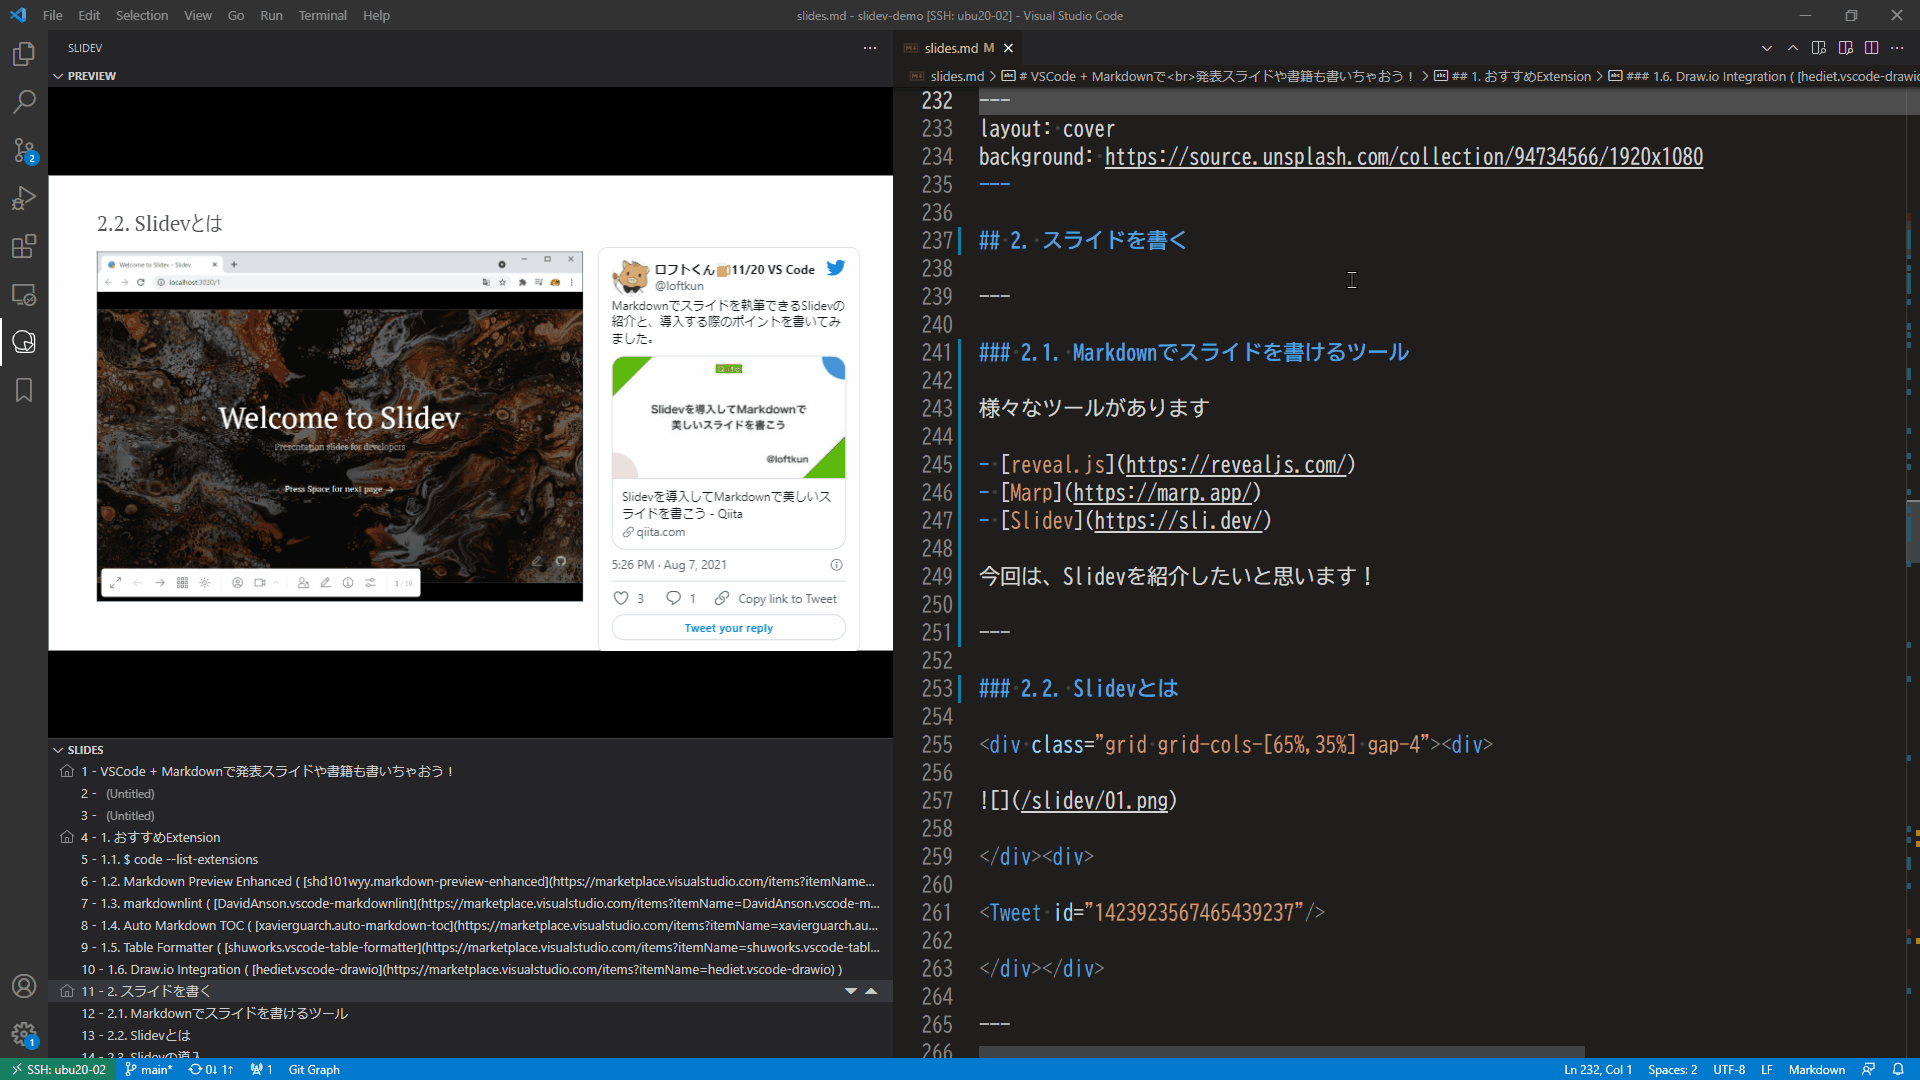 File Edit Selection View Go Run Terminal Help
slides.md - slidev-demo [SSH: ubu20-02] - Visual Studio Code
SLIDEV
PREVIEW
2.2. Slidevとは
Welcome to Slidev - Slidev
localhost:3030/1
Welcome to Slidev
Presentation slides for developers
Press Space for next page →
1 / 10
ロフトくん🍺11/20 VS Code
@loftkun
Markdownでスライドを執筆できるSlidevの
紹介と、導入する際のポイントを書いてみ
ました。
Slidevを導入してMarkdownで
美しいスライドを書こう
@loftkun
Slidevを導入してMarkdownで美しいス
ライドを書こう - Qiita
qiita.com
5:26 PM · Aug 7, 2021
3 1 Copy link to Tweet
Tweet your reply
SLIDES
1 - VSCode + Markdownで発表スライドや書籍も書いちゃおう！
2 - (Untitled)
3 - (Untitled)
4 - 1. おすすめExtension
5 - 1.1. $ code --list-extensions
6 - 1.2. Markdown Preview Enhanced ( [shd101wyy.markdown-preview-enhanced](https://marketplace.visualstudio.com/items?itemName...
7 - 1.3. markdownlint ( [DavidAnson.vscode-markdownlint](https://marketplace.visualstudio.com/items?itemName=DavidAnson.vscode-m...
8 - 1.4. Auto Markdown TOC ( [xavierguarch.auto-markdown-toc](https://marketplace.visualstudio.com/items?itemName=xavierguarch.au...
9 - 1.5. Table Formatter ( [shuworks.vscode-table-formatter](https://marketplace.visualstudio.com/items?itemName=shuworks.vscode-tabl...
10 - 1.6. Draw.io Integration ( [hediet.vscode-drawio](https://marketplace.visualstudio.com/items?itemName=hediet.vscode-drawio) )
11 - 2. スライドを書く
12 - 2.1. Markdownでスライドを書けるツール
13 - 2.2. Slidevとは
14 - 2.3. Slidevの導入
slides.md M
slides.md > # VSCode + Markdownで<br>発表スライドや書籍も書いちゃおう！ > ## 1. おすすめExtension > ### 1.6. Draw.io Integration ( [hediet.vscode-drawio
232 ---
233 layout: cover
234 background: https://source.unsplash.com/collection/94734566/1920x1080
235 ---
236
237 ## 2. スライドを書く
238
239 ---
240
241 ### 2.1. Markdownでスライドを書けるツール
242
243 様々なツールがあります
244
245 - [reveal.js](https://revealjs.com/)
246 - [Marp](https://marp.app/)
247 - [Slidev](https://sli.dev/)
248
249 今回は、Slidevを紹介したいと思います！
250
251 ---
252
253 ### 2.2. Slidevとは
254
255 <div class="grid grid-cols-[65%,35%] gap-4"><div>
256
257 ![](/slidev/01.png)
258
259 </div><div>
260
261 <Tweet id="1423923567465439237"/>
262
263 </div></div>
264
265 ---
266
2
1
SSH: ubu20-02 main* 0↓ 1↑ 1 Git Graph
Ln 232, Col 1 Spaces: 2 UTF-8 LF Markdown